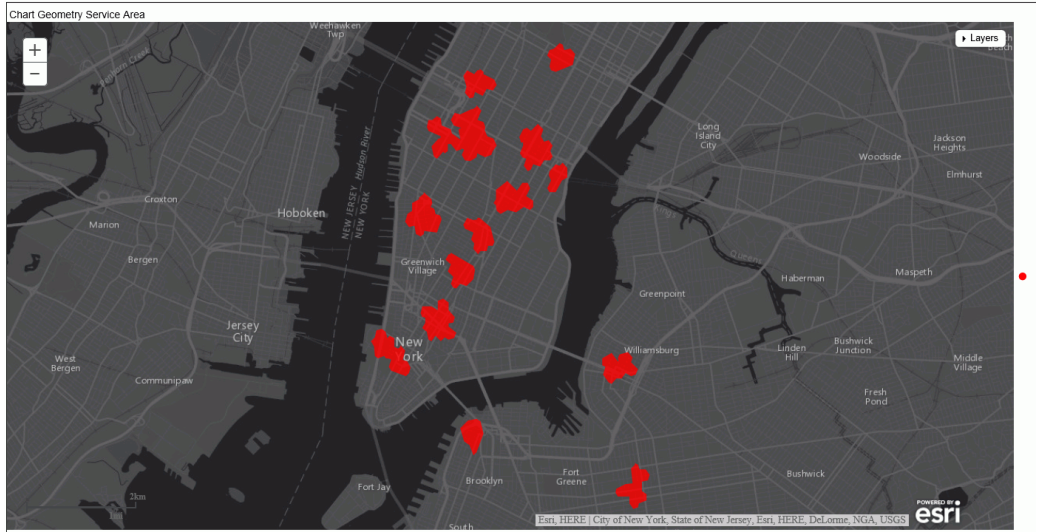 Chart Geometry Service Area
+
−
Layers
Weehawken
Twp
Long
Island
City
Jackson
Heights
Woodside
Elmhurst
Croxton
Hoboken
Marion
NEW JERSEY
NEW YORK
Hudson River
Bergen
Greenwich
Village
Queens
Haberman
Maspeth
Greenpoint
Jersey
City
New
York
Williamsburg
Linden
Hill
Bushwick
Junction
Middle
Village
West
Bergen
Communipaw
Fresh
Pond
Fort Jay
Brooklyn
Fort
Greene
Bushwick
2km
South
POWERED BY
esri
Esri, HERE | City of New York, State of New Jersey, Esri, HERE, DeLorme, NGA, USGS